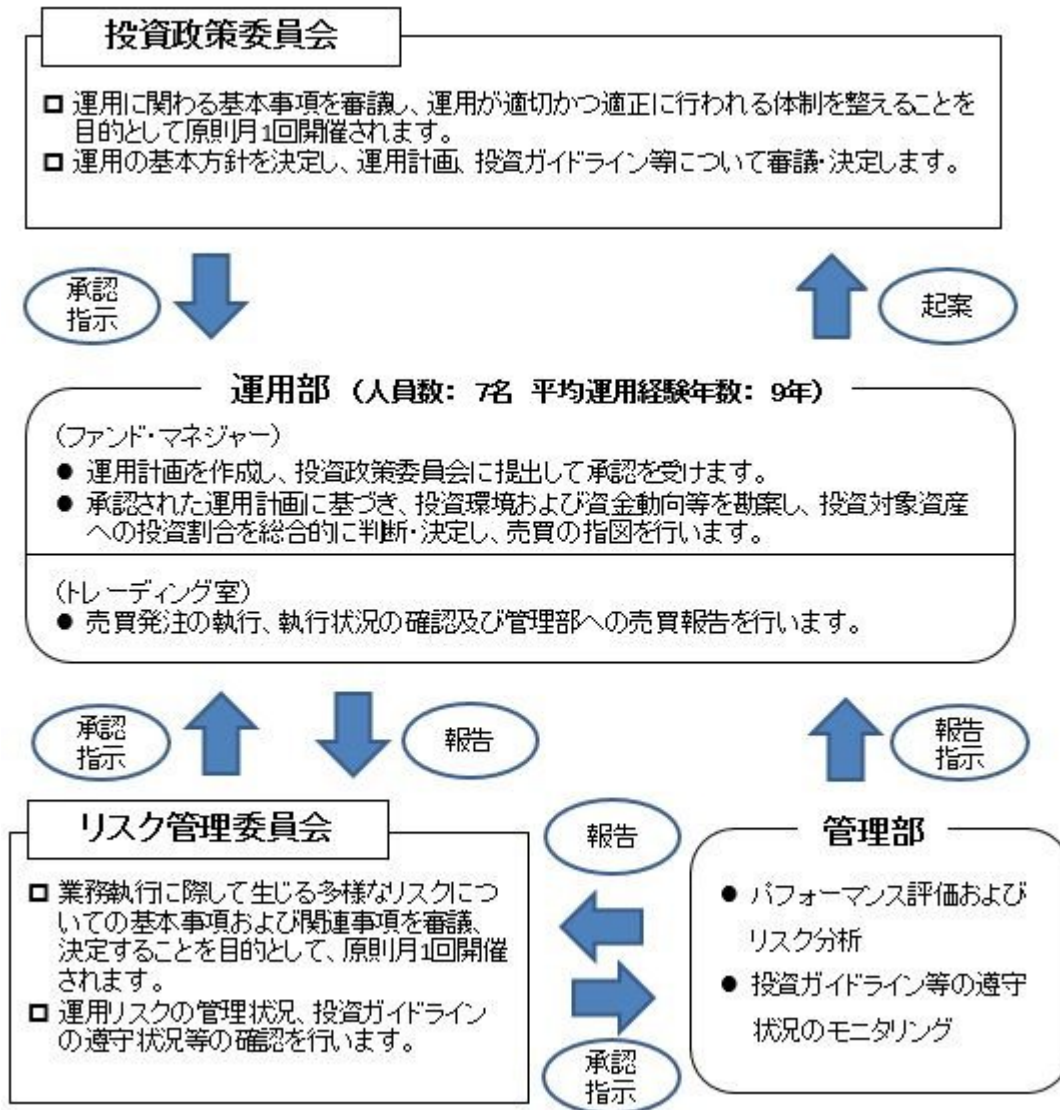 投資政策委員会
□ 運用に関わる基本事項を審議し、運用が適切かつ適正に行われる体制を整えることを
目的として原則月1回開催されます。
□ 運用の基本方針を決定し、運用計画、投資ガイドライン等について審議・決定します。
承認
指示
起案
運用部 (人員数: 7名 平均運用経験年数: 9年)
(ファンド・マネジャー)
● 運用計画を作成し、投資政策委員会に提出して承認を受けます。
● 承認された運用計画に基づき、投資環境および資金動向等を勘案し、投資対象資産
への投資割合を総合的に判断・決定し、売買の指図を行います。
(トレーディング室)
● 売買発注の執行、執行状況の確認及び管理部への売買報告を行います。
承認
指示
報告
報告
指示
リスク管理委員会
□ 業務執行に際して生じる多様なリスクにつ
いての基本事項および関連事項を審議、
決定することを目的として、原則月1回開催
されます。
□ 運用リスクの管理状況、投資ガイドライン
の遵守状況等の確認を行います。
報告
承認
指示
管理部
● パフォーマンス評価および
リスク分析
● 投資ガイドライン等の遵守
状況のモニタリング